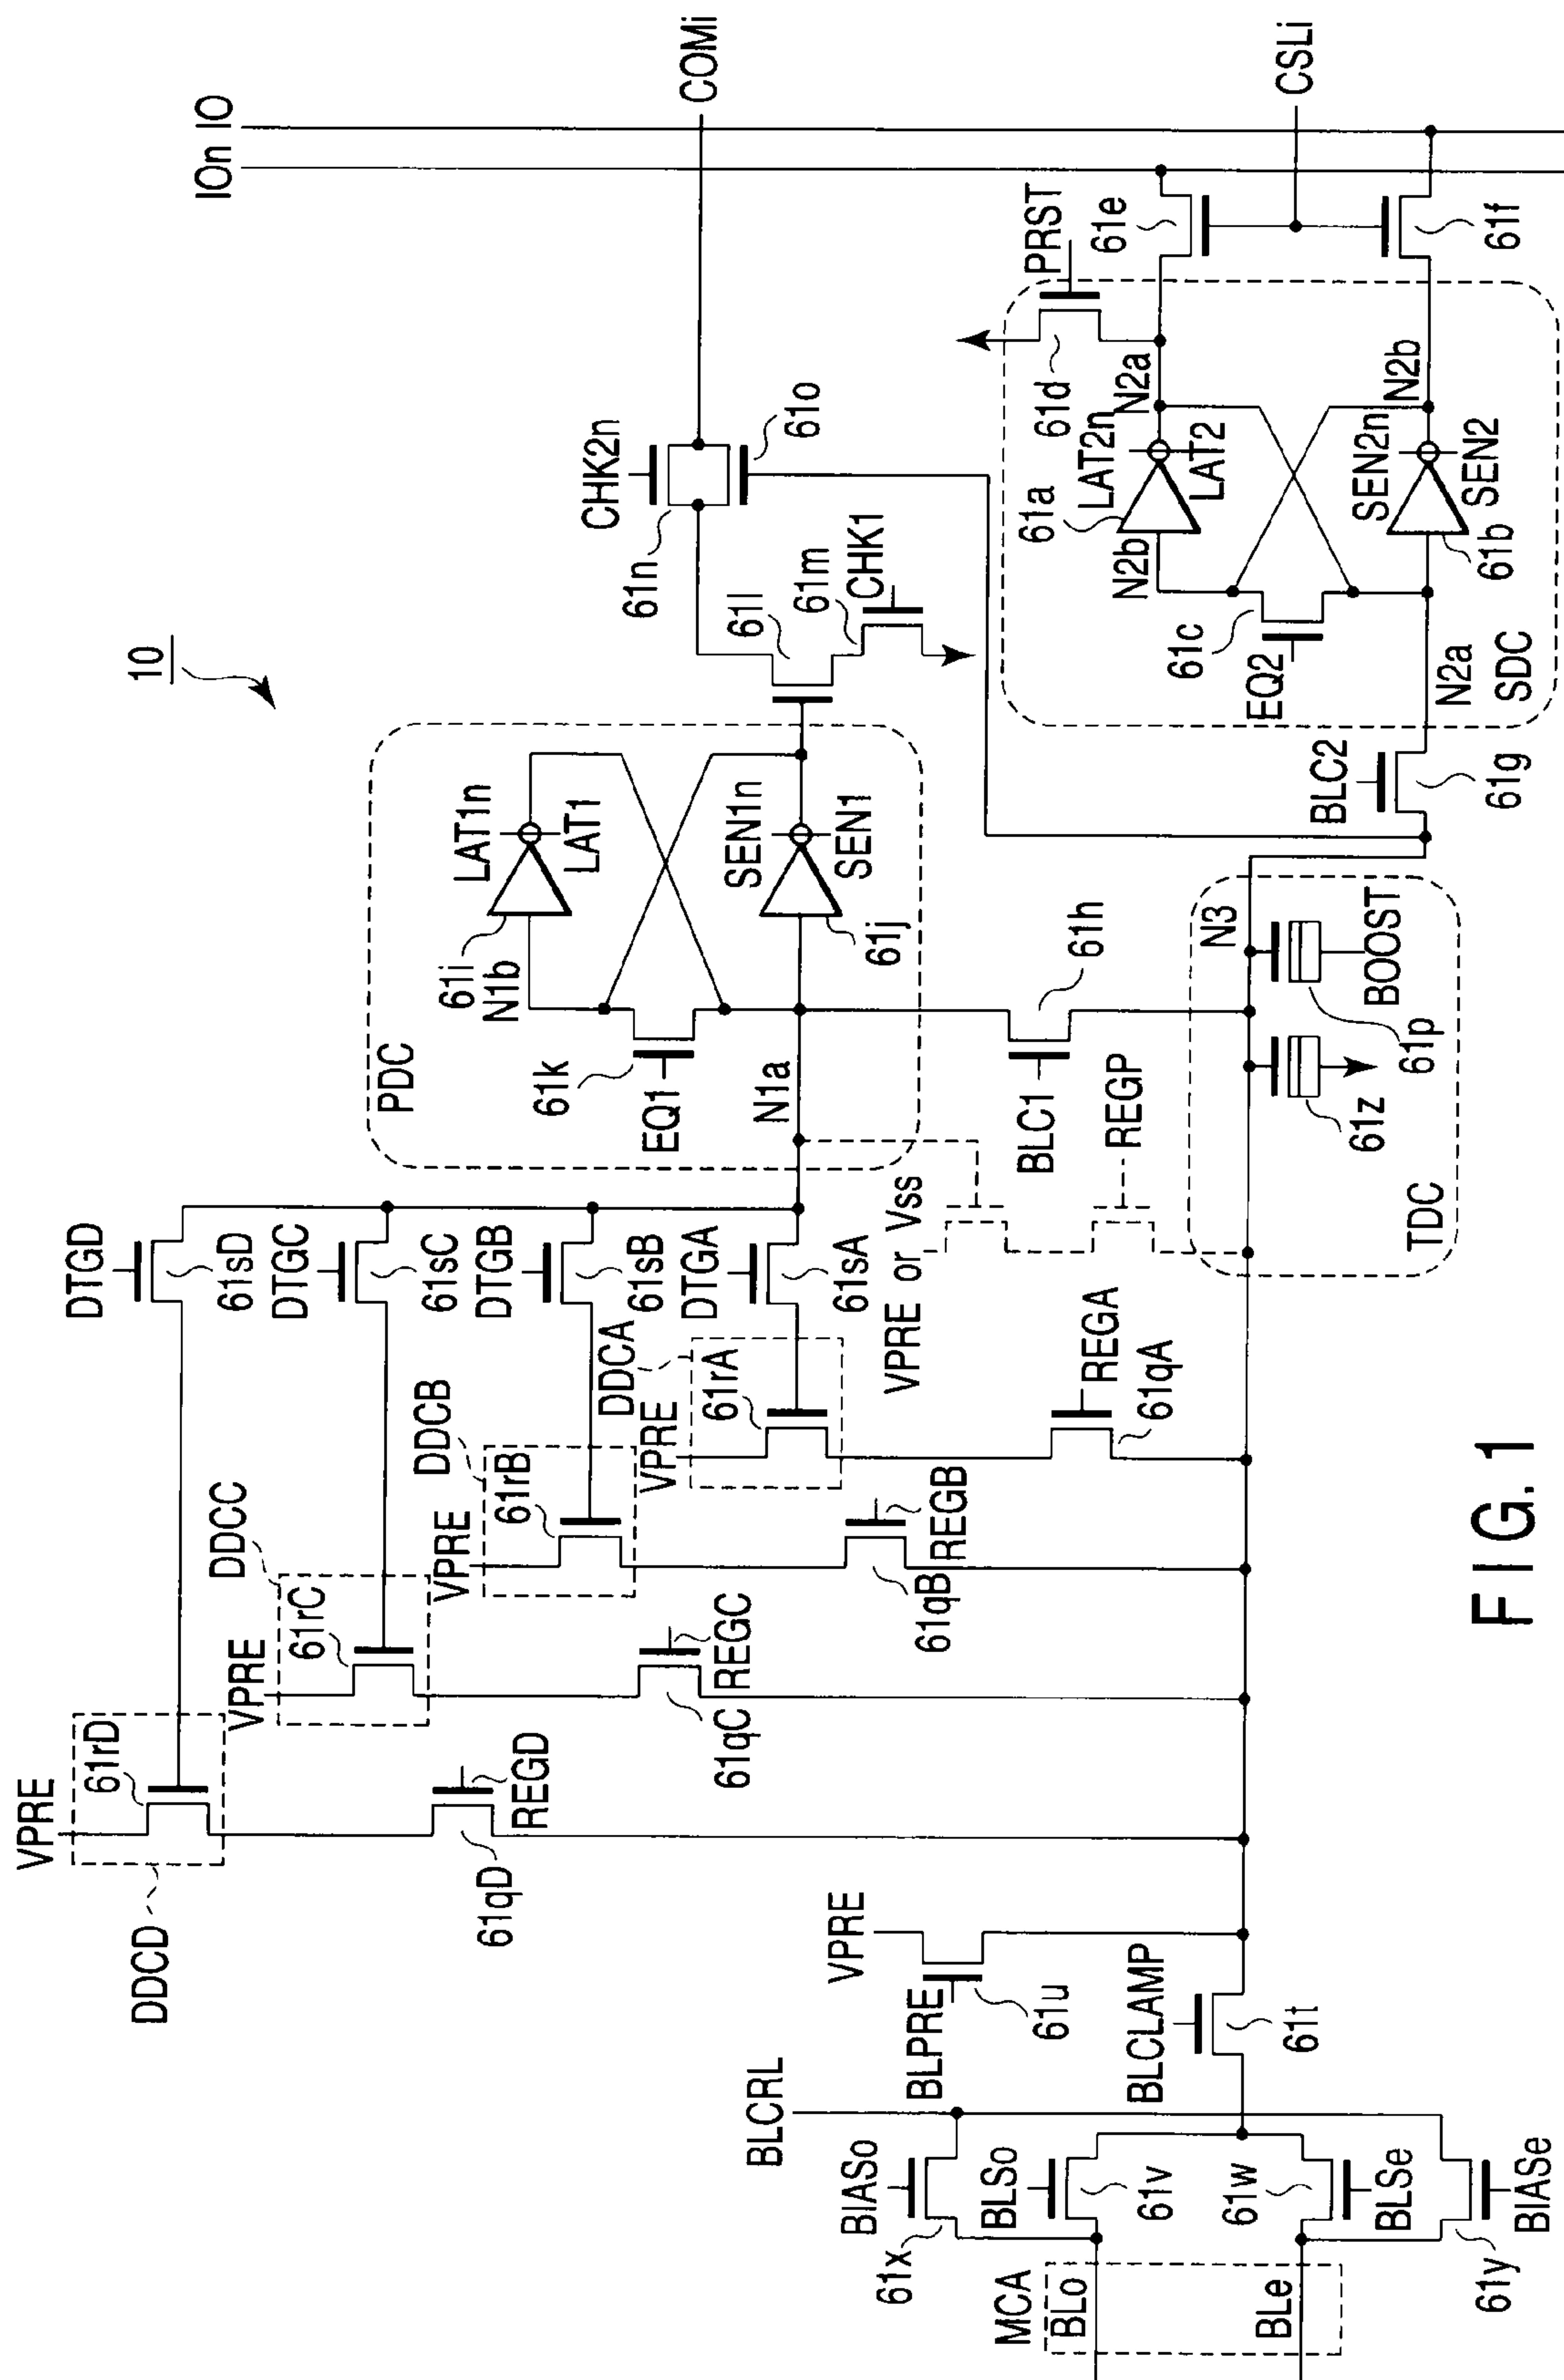 10
IOn
IO
COMi
CHK2n
61n
61o
61l
61m
CHK1
PRST
61d
61e
CSLi
61f
PDC
61i
N1b
LAT1n
LAT1
61k
EQ1
N1a
SEN1n
SEN1
61j
61a
LAT2n
LAT2
N2a
N2b
61c
EQ2
SEN2n
SEN2
N2b
61b
N2a
SDC
BLC2
61g
BLC1
61h
N3
BOOST
61p
61z
TDC
REGP
VPRE or Vss
DTGD
61sD
DTGC
61sC
DTGB
61sB
DTGA
61sA
DDCA
VPRE
61rA
REGA
61qA
DDCB
VPRE
61rB
REGB
61qB
DDCC
VPRE
61rC
REGC
61qC
VPRE
61rD
DDCD
REGD
61qD
VPRE
BLPRE
61u
BLCLAMP
61t
BLCRL
BIASo
61x
BLSo
61v
61w
BLSe
BIASe
61y
MCA
BLo
BLe
FIG. 1